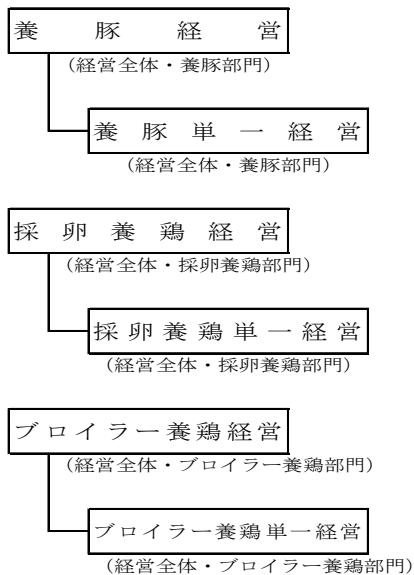 養豚経営
（経営全体・養豚部門）
養豚単一経営
（経営全体・養豚部門）
採卵養鶏経営
（経営全体・採卵養鶏部門）
採卵養鶏単一経営
（経営全体・採卵養鶏部門）
ブロイラー養鶏経営
（経営全体・ブロイラー養鶏部門）
ブロイラー養鶏単一経営
（経営全体・ブロイラー養鶏部門）